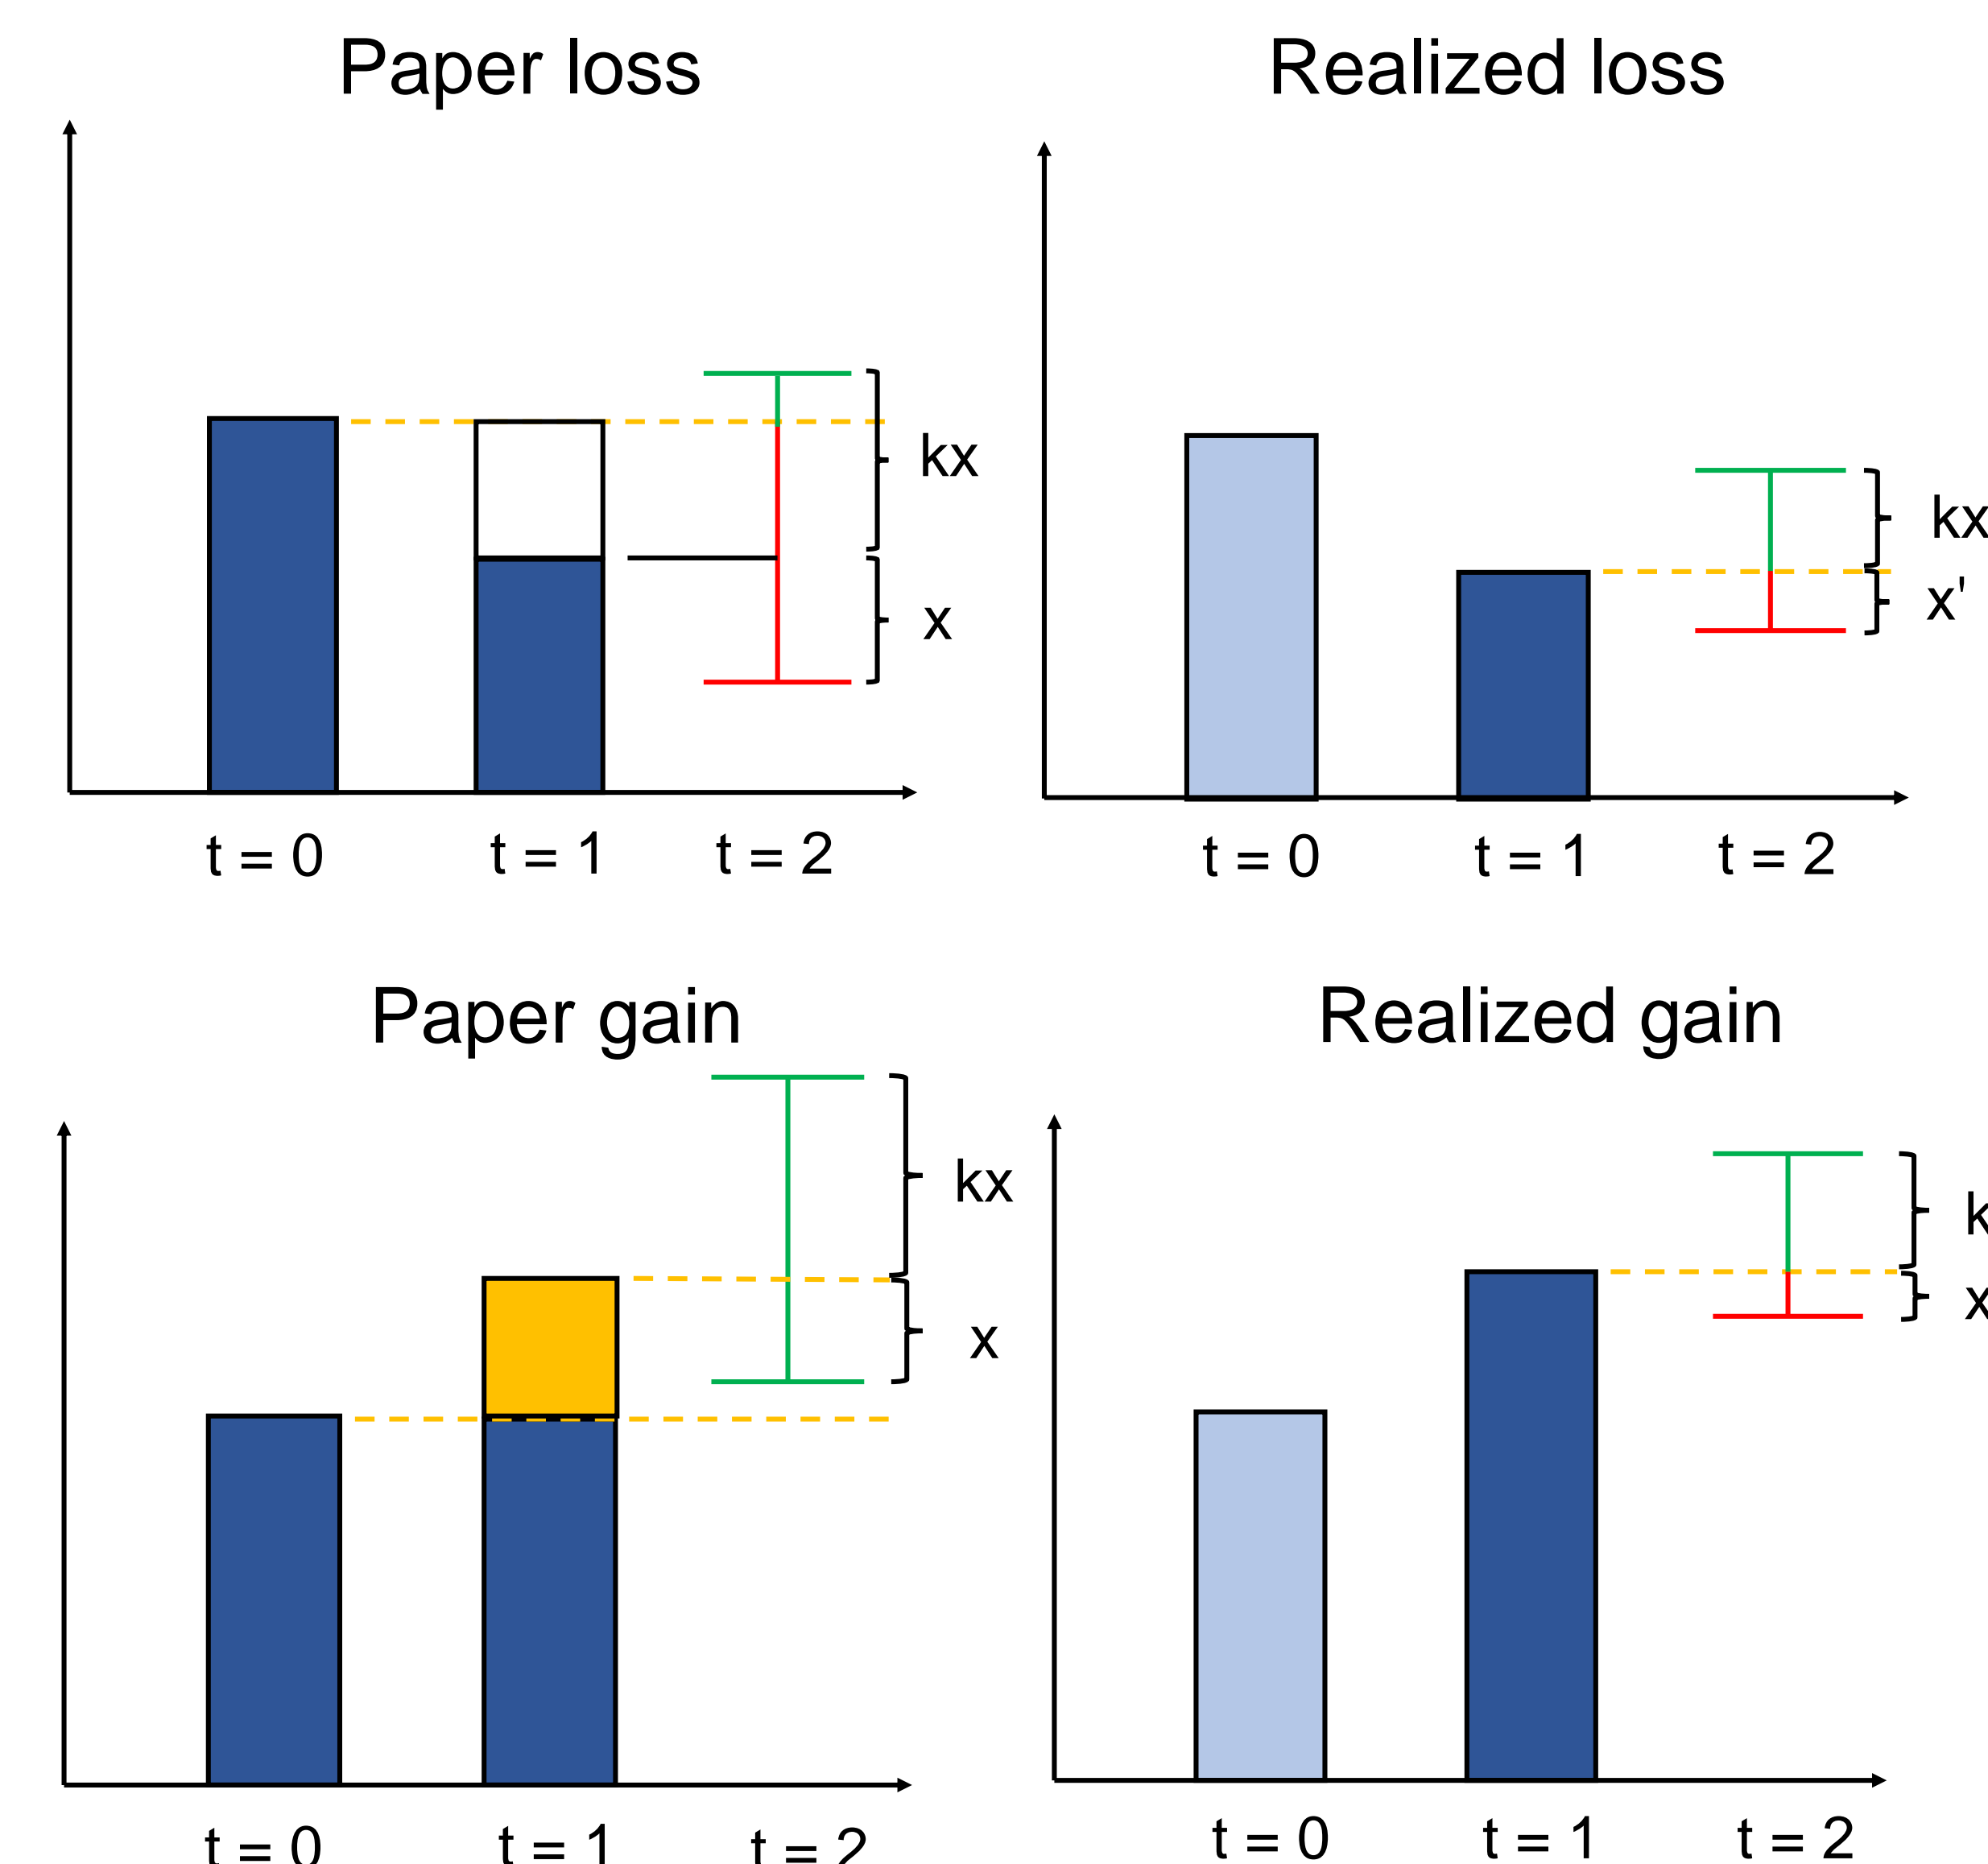 Paper loss
Realized loss
kx
x
kx
x'
t = 0
t = 1
t = 2
t = 0
t = 1
t = 2
Paper gain
Realized gain
kx
x
k
x
t = 0
t = 1
t = 2
t = 0
t = 1
t = 2